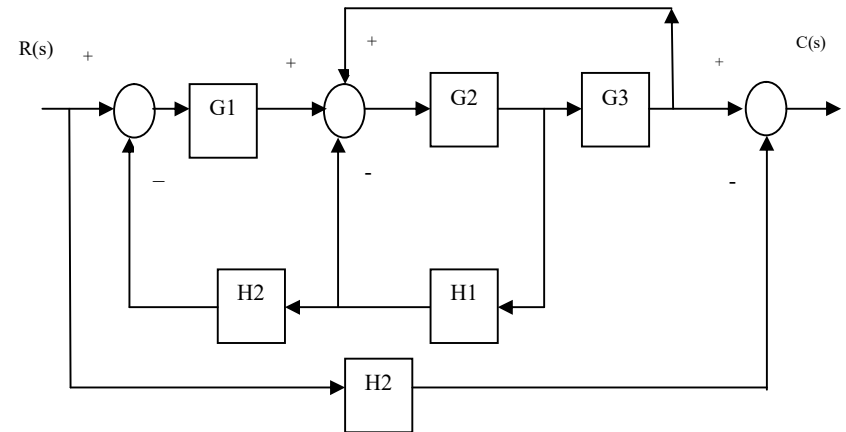 R(s)
+
+
+
+
C(s)
G1
G2
G3
–
-
-
H2
H1
H2